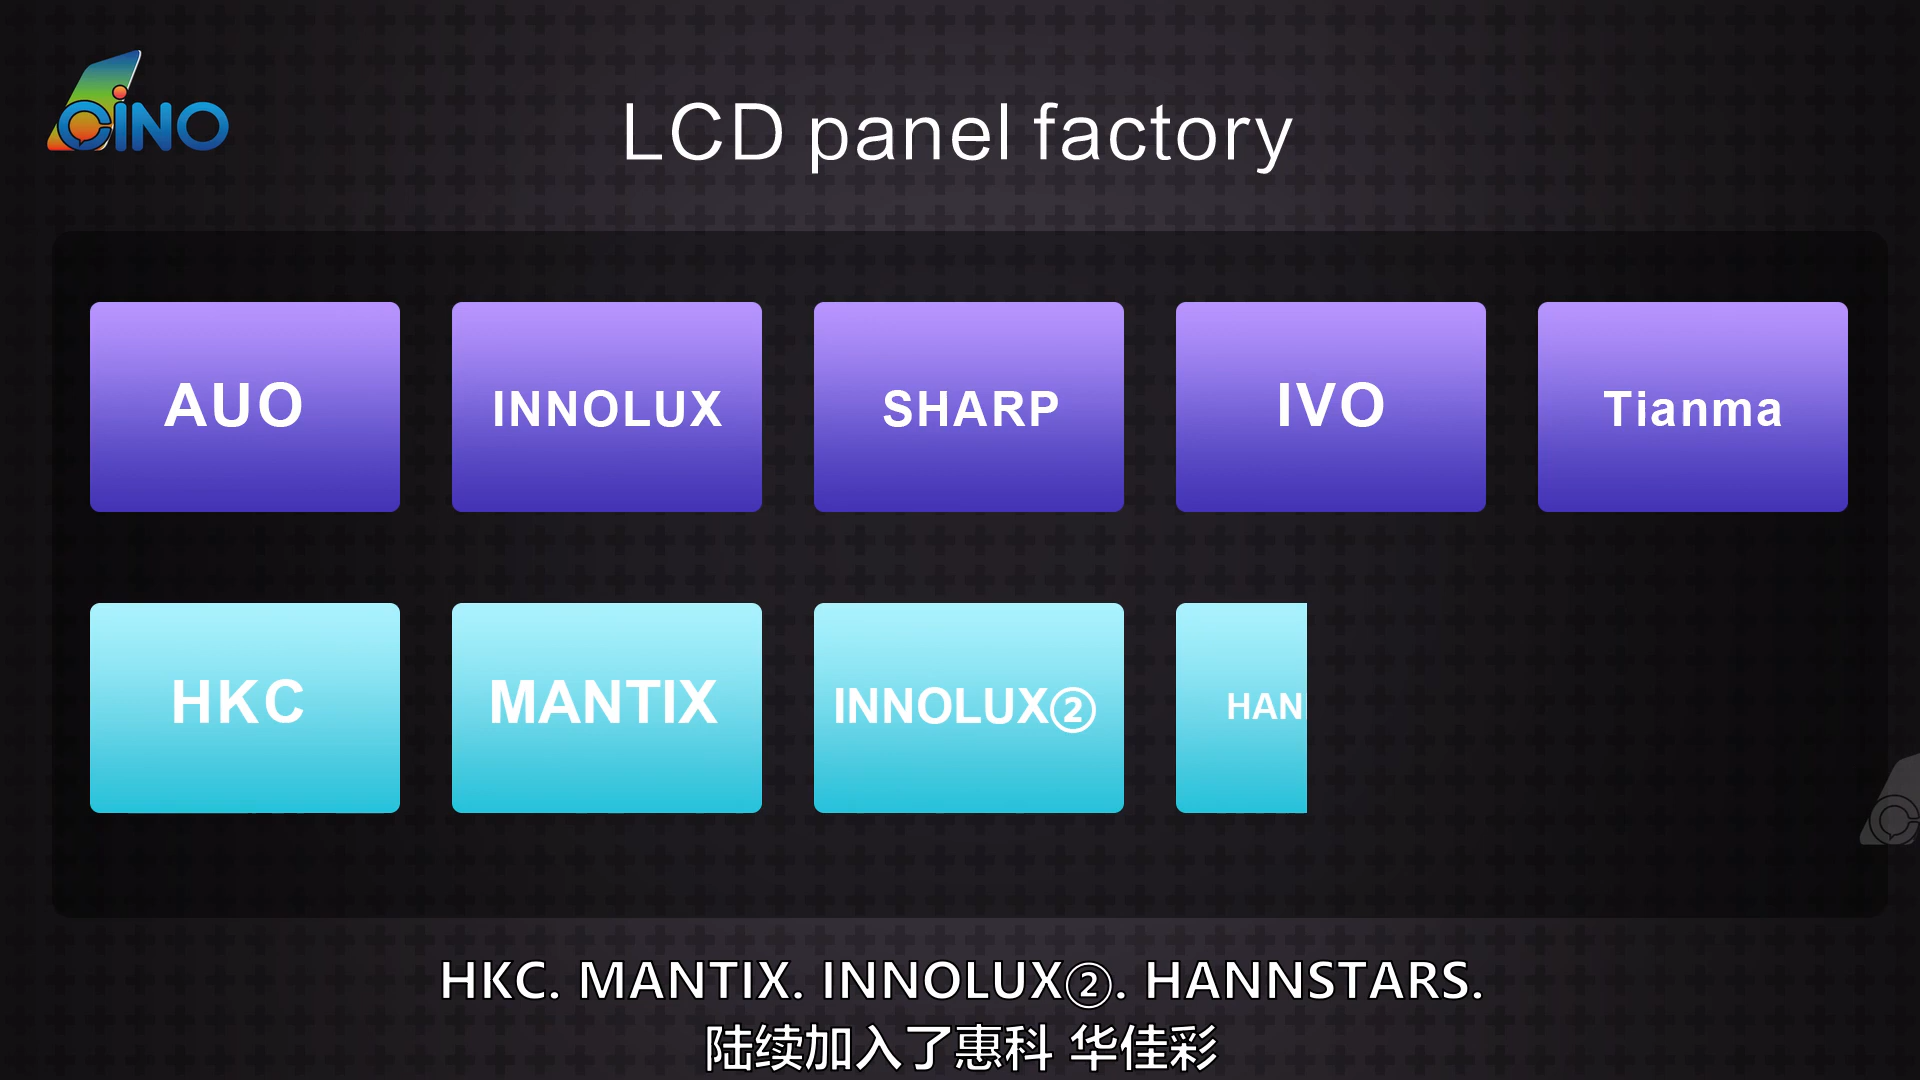 CINO
LCD panel factory
AUO
INNOLUX
SHARP
IVO
Tianma
HKC
MANTIX
INNOLUX②
HAN
HKC. MANTIX. INNOLUX②. HANNSTARS.
陆续加入了惠科 华佳彩